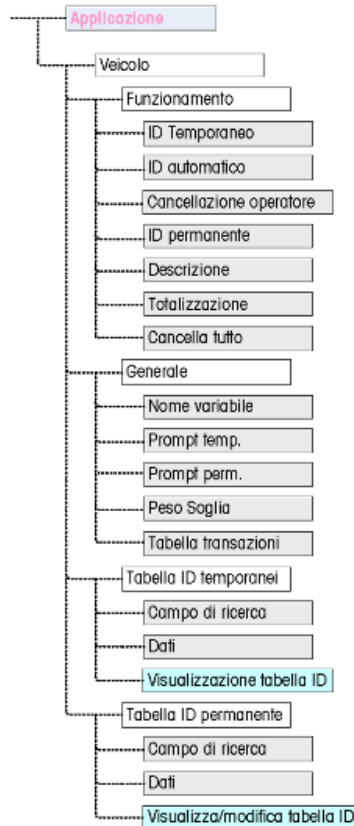 Applicazione
Veicolo
Funzionamento
ID Temporaneo
ID automatico
Cancellazione operatore
ID permanente
Descrizione
Totalizzazione
Cancella tutto
Generale
Nome variabile
Prompt temp.
Prompt perm.
Peso Soglia
Tabella transazioni
Tabella ID temporanei
Campo di ricerca
Dati
Visualizzazione tabella ID
Tabella ID permanente
Campo di ricerca
Dati
Visualizza/modifica tabella ID